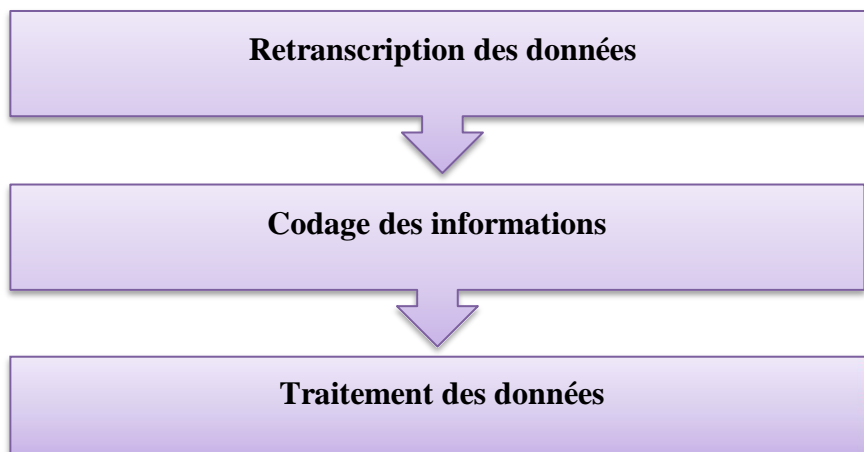 Retranscription des données
Codage des informations
Traitement des données